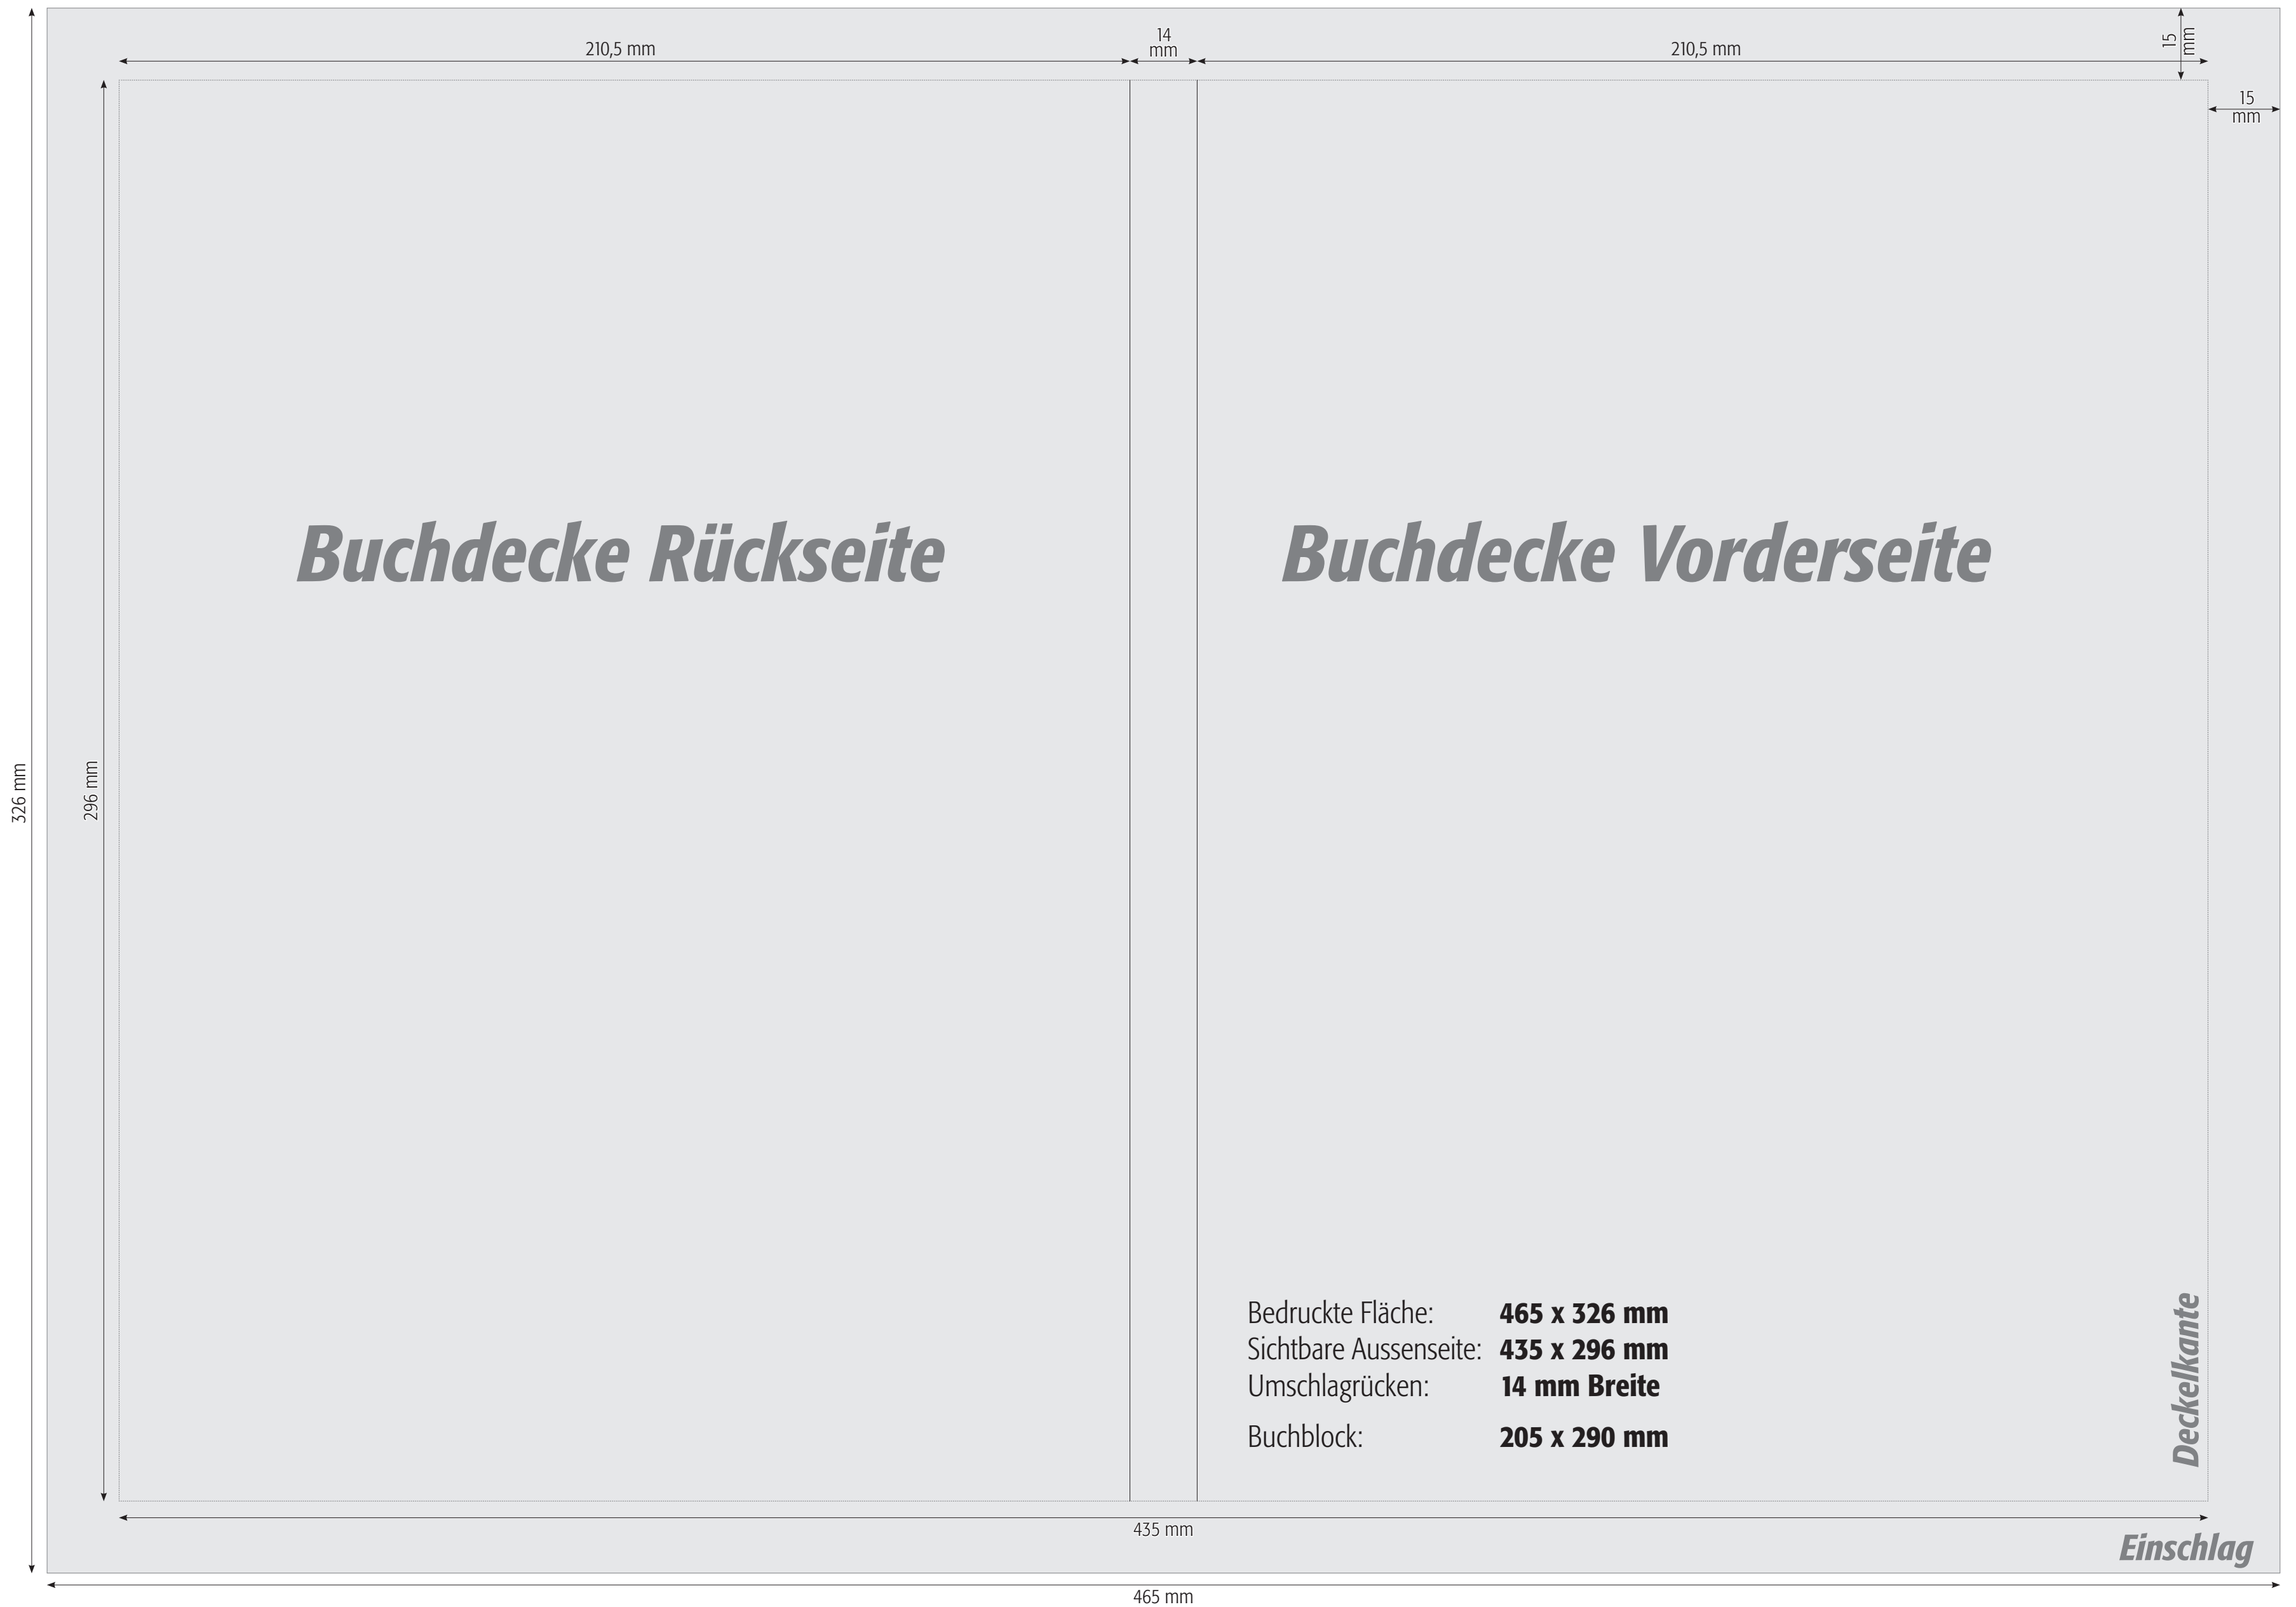 210,5 mm
14
mm
210,5 mm
15
mm
15
mm
Buchdecke Rückseite
Buchdecke Vorderseite
326 mm
296 mm
Bedruckte Fläche: 465 x 326 mm
Sichtbare Aussenseite: 435 x 296 mm
Umschlagrücken: 14 mm Breite
Buchblock: 205 x 290 mm
Deckelkante
435 mm
Einschlag
465 mm